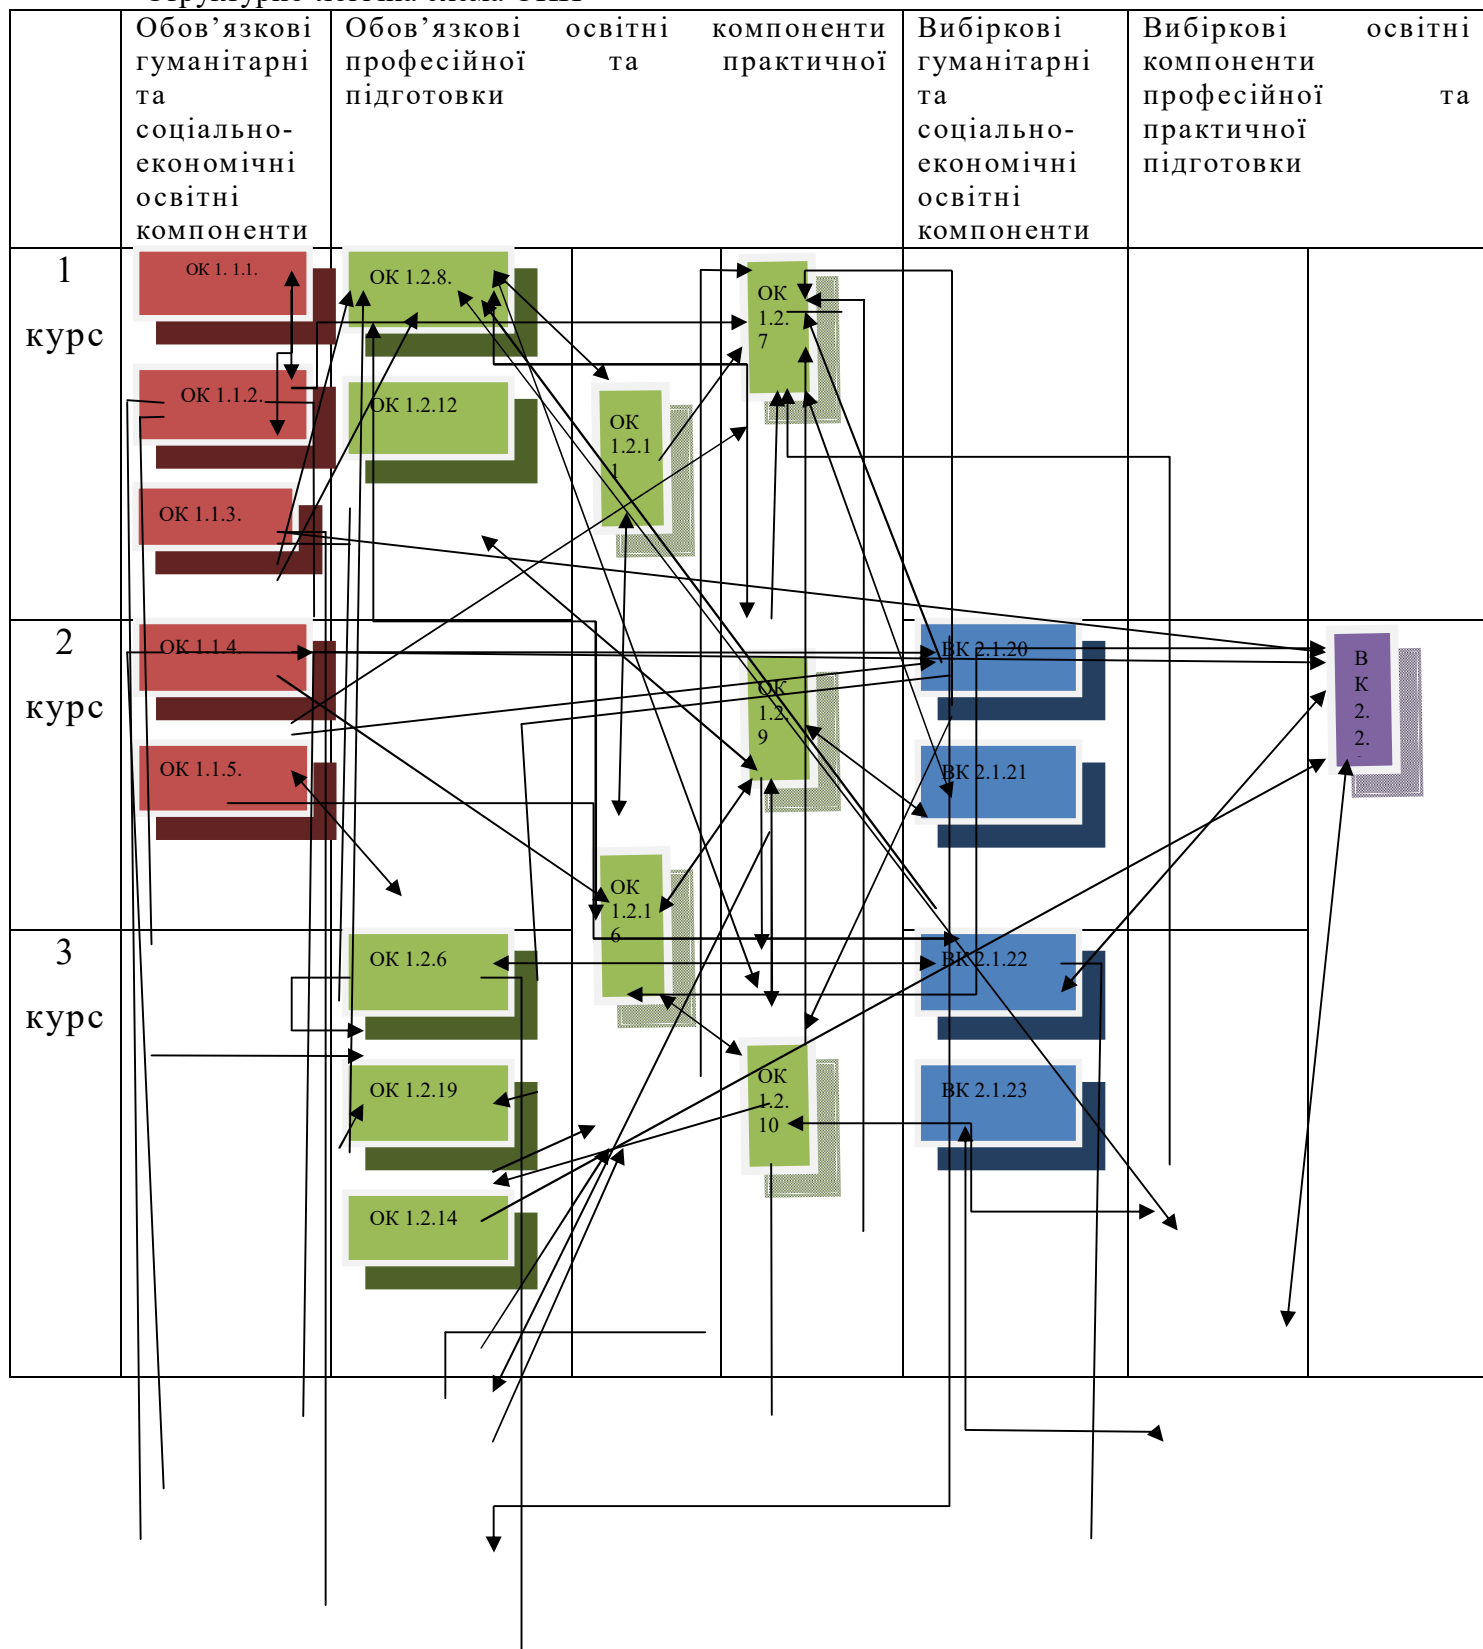 Обов’язкові гуманітарні та соціально-економічні освітні компоненти
Обов’язкові освітні компоненти професійної та практичної підготовки
Вибіркові гуманітарні та соціально-економічні освітні компоненти
Вибіркові освітні компоненти професійної та практичної підготовки
1
курс
ОК 1. 1.1.
ОК 1.2.8.
ОК
1.2.
7
ОК 1.1.2.
ОК 1.2.12
ОК
1.2.1
1
ОК 1.1.3.
2
курс
ОК 1.1.4.
ОК
1.2.
9
ВК 2.1.20
В
К
2.
2.
ОК 1.1.5.
ВК 2.1.21
ОК
1.2.1
6
3
курс
ОК 1.2.6
ВК 2.1.22
ОК 1.2.19
ОК
1.2.
10
ВК 2.1.23
ОК 1.2.14